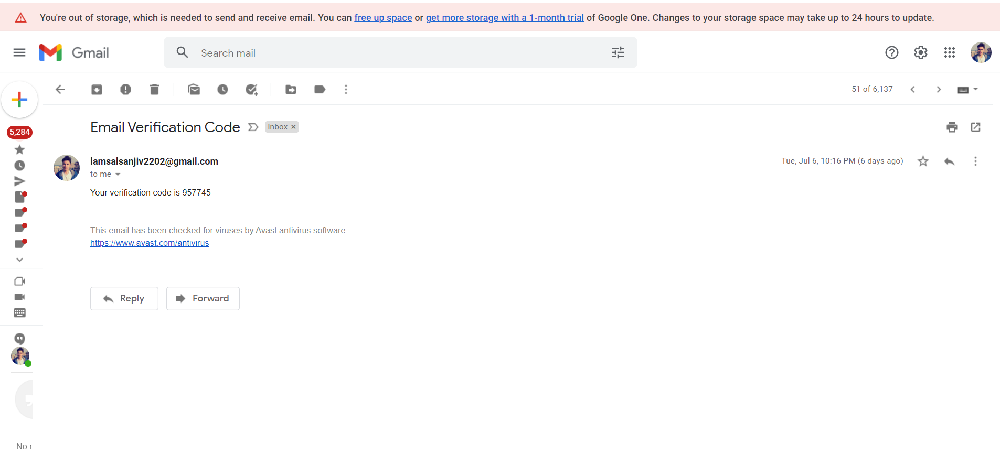 You're out of storage, which is needed to send and receive email. You can free up space or get more storage with a 1-month trial of Google One. Changes to your storage space may take up to 24 hours to update.
Gmail
Search mail
51 of 6,137
Email Verification Code
Inbox ×
5,284
lamsalsanjiv2202@gmail.com
Tue, Jul 6, 10:16 PM (6 days ago)
to me
Your verification code is 957745
--
This email has been checked for viruses by Avast antivirus software.
https://www.avast.com/antivirus
Reply
Forward
No r